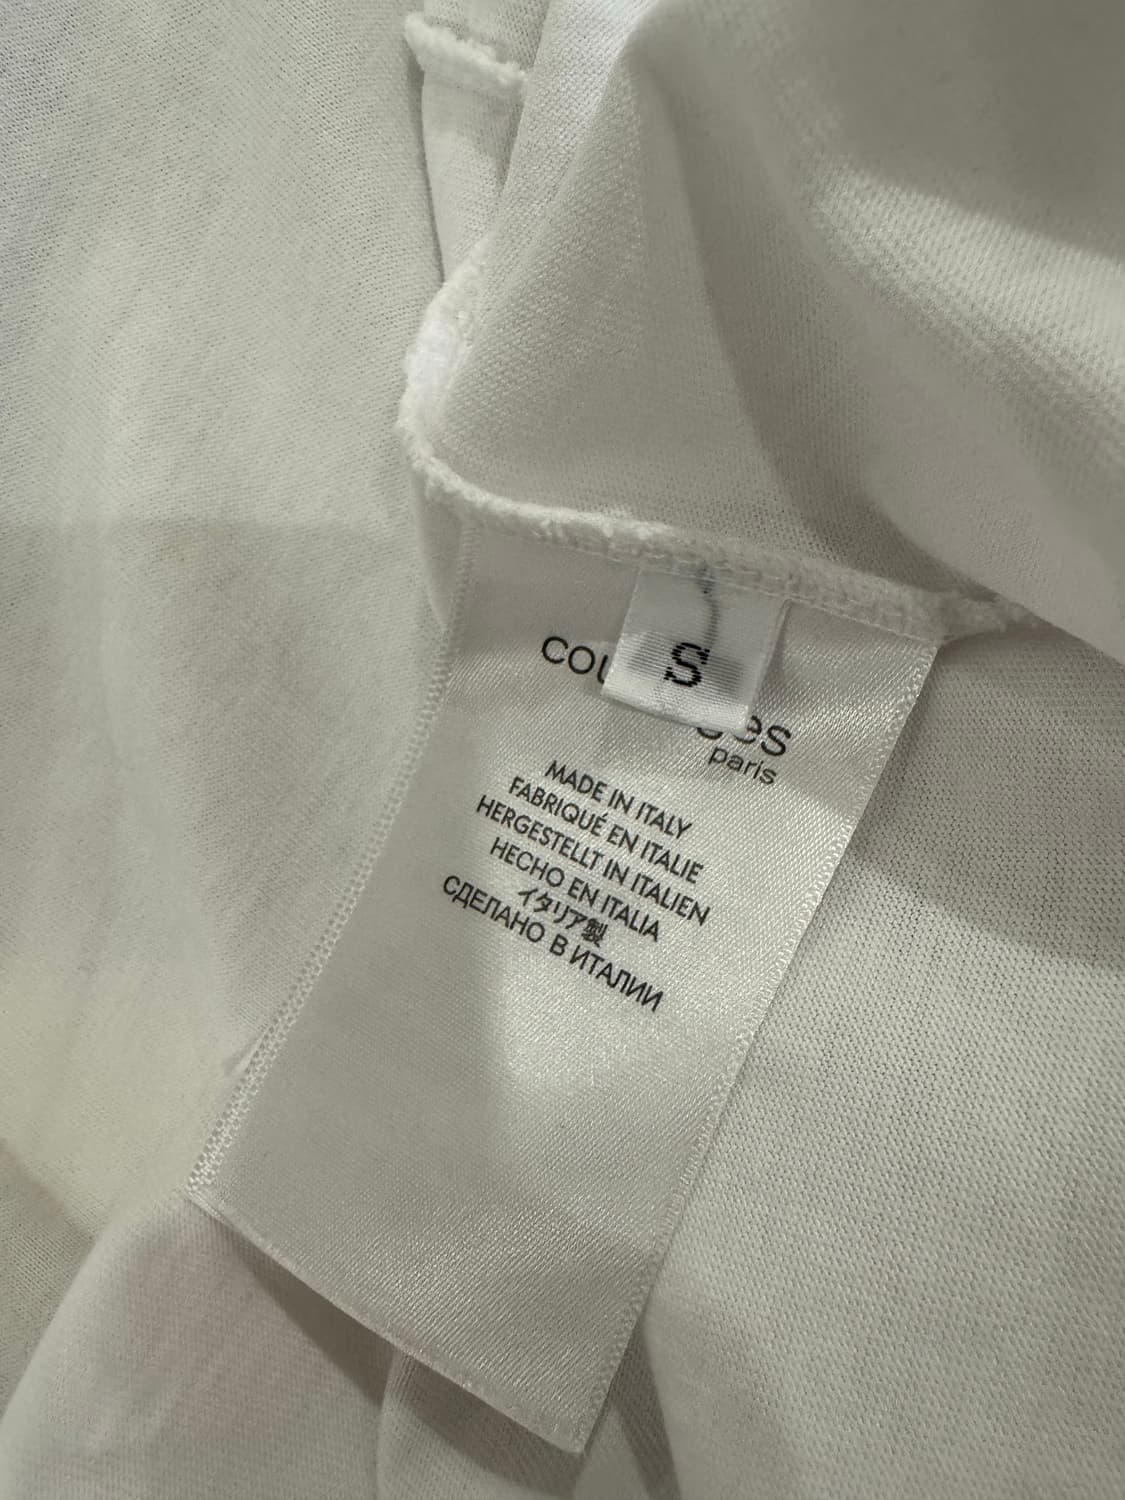 S
paris
MADE IN ITALY
FABRIQUÉ EN ITALIE
HERGESTELLT IN ITALIEN
HECHO EN ITALIA
イタリア製
СДЕЛАНО В ИТАЛИИ